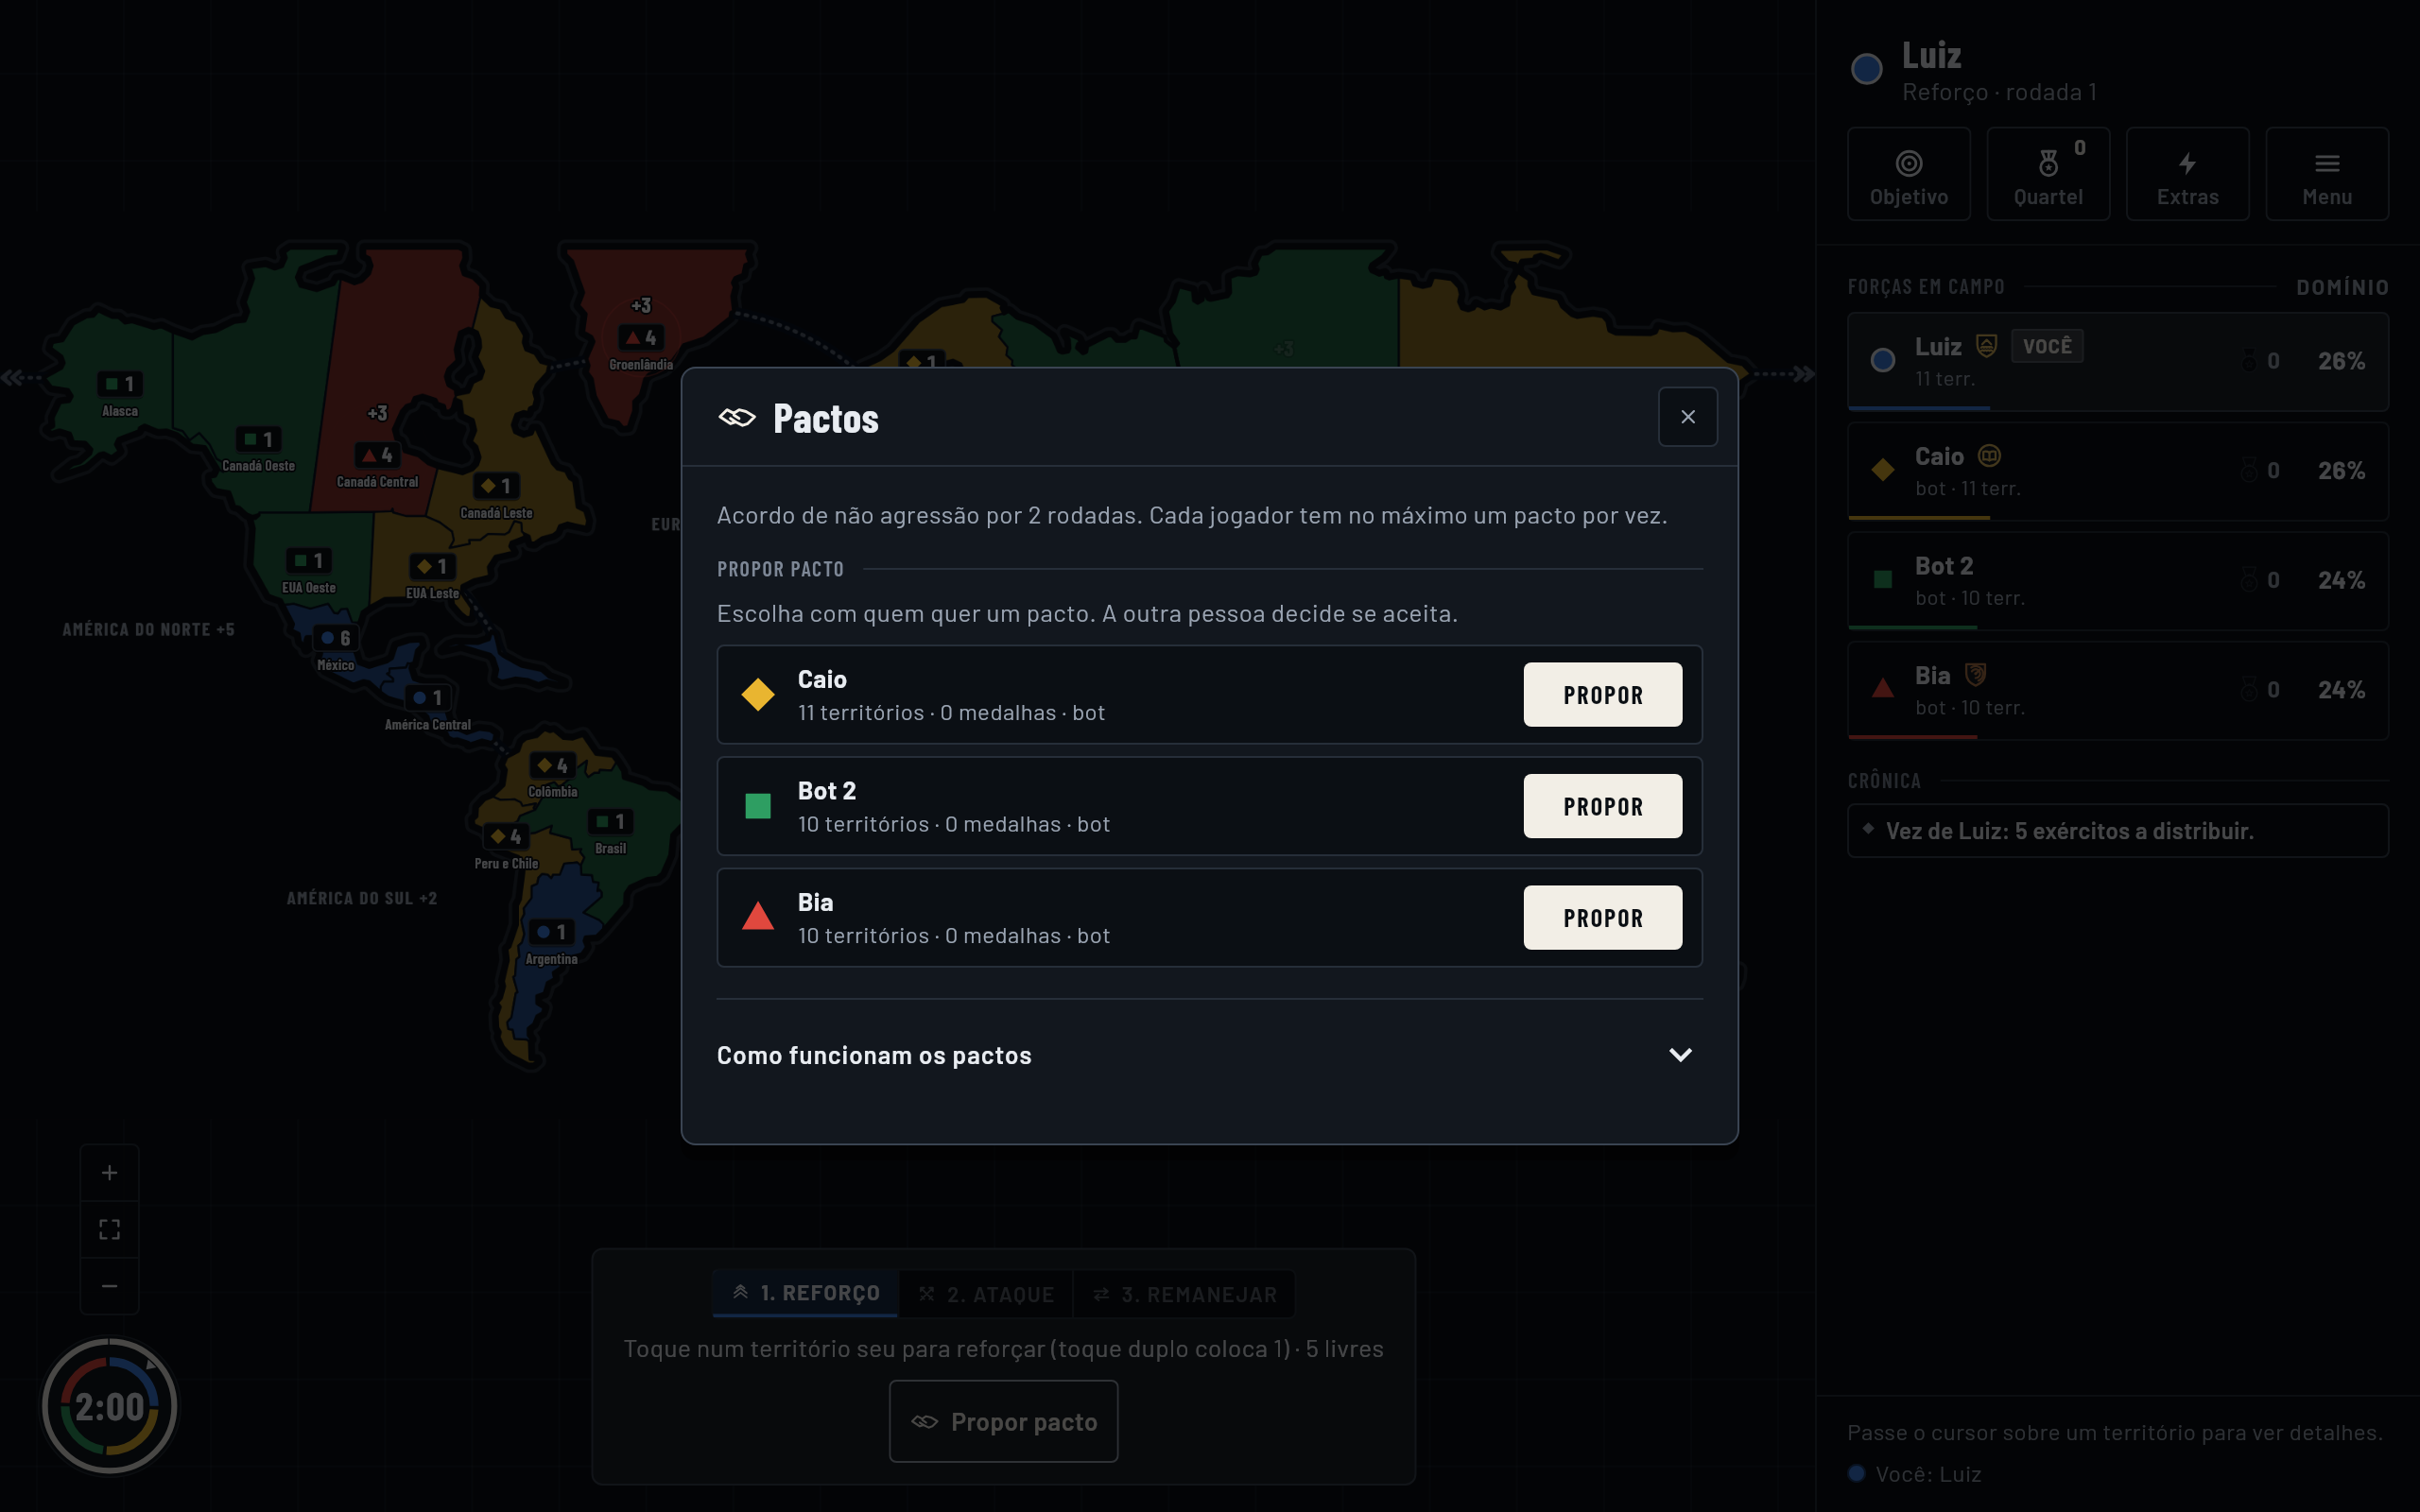 Luiz
Reforço · rodada 1
Objetivo
0
Quartel
Extras
Menu
FORÇAS EM CAMPO
DOMÍNIO
Luiz
VOCÊ
11 terr.
0
26%
Caio
bot · 11 terr.
0
26%
Bot 2
bot · 10 terr.
0
24%
Bia
bot · 10 terr.
0
24%
CRÔNICA
Vez de Luiz: 5 exércitos a distribuir.
Passe o cursor sobre um território para ver detalhes.
Você: Luiz
+3
4
Groenlândia
1
Alasca
+3
4
Canadá Central
1
Canadá Oeste
1
Canadá Leste
1
EUA Oeste
1
EUA Leste
AMÉRICA DO NORTE +5
6
México
1
América Central
4
Colômbia
1
Brasil
4
Peru e Chile
AMÉRICA DO SUL +2
1
Argentina
1
+3
EUR
Pactos
Acordo de não agressão por 2 rodadas. Cada jogador tem no máximo um pacto por vez.
PROPOR PACTO
Escolha com quem quer um pacto. A outra pessoa decide se aceita.
Caio
11 territórios · 0 medalhas · bot
PROPOR
Bot 2
10 territórios · 0 medalhas · bot
PROPOR
Bia
10 territórios · 0 medalhas · bot
PROPOR
Como funcionam os pactos
2:00
1. REFORÇO
2. ATAQUE
3. REMANEJAR
Toque num território seu para reforçar (toque duplo coloca 1) · 5 livres
Propor pacto